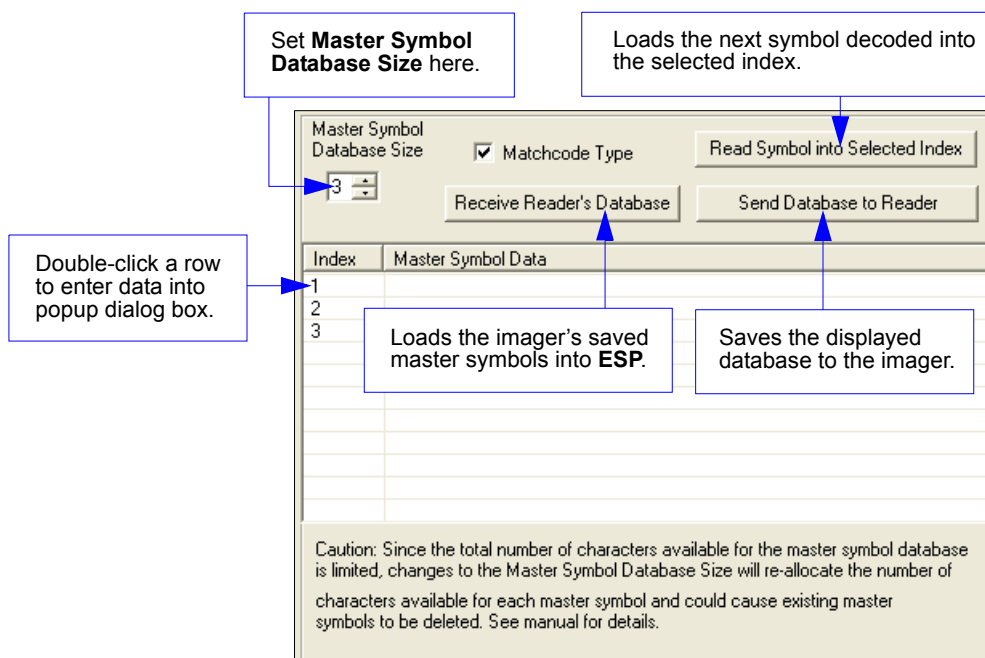 Set Master Symbol
Database Size here.
Loads the next symbol decoded into
the selected index.
Master Symbol
Database Size
Matchcode Type
Read Symbol into Selected Index
3
Receive Reader's Database
Send Database to Reader
Double-click a row
to enter data into
popup dialog box.
Index
Master Symbol Data
1
2
3
Loads the imager’s saved
master symbols into ESP.
Saves the displayed
database to the imager.
Caution: Since the total number of characters available for the master symbol database
is limited, changes to the Master Symbol Database Size will re-allocate the number of
characters available for each master symbol and could cause existing master
symbols to be deleted. See manual for details.